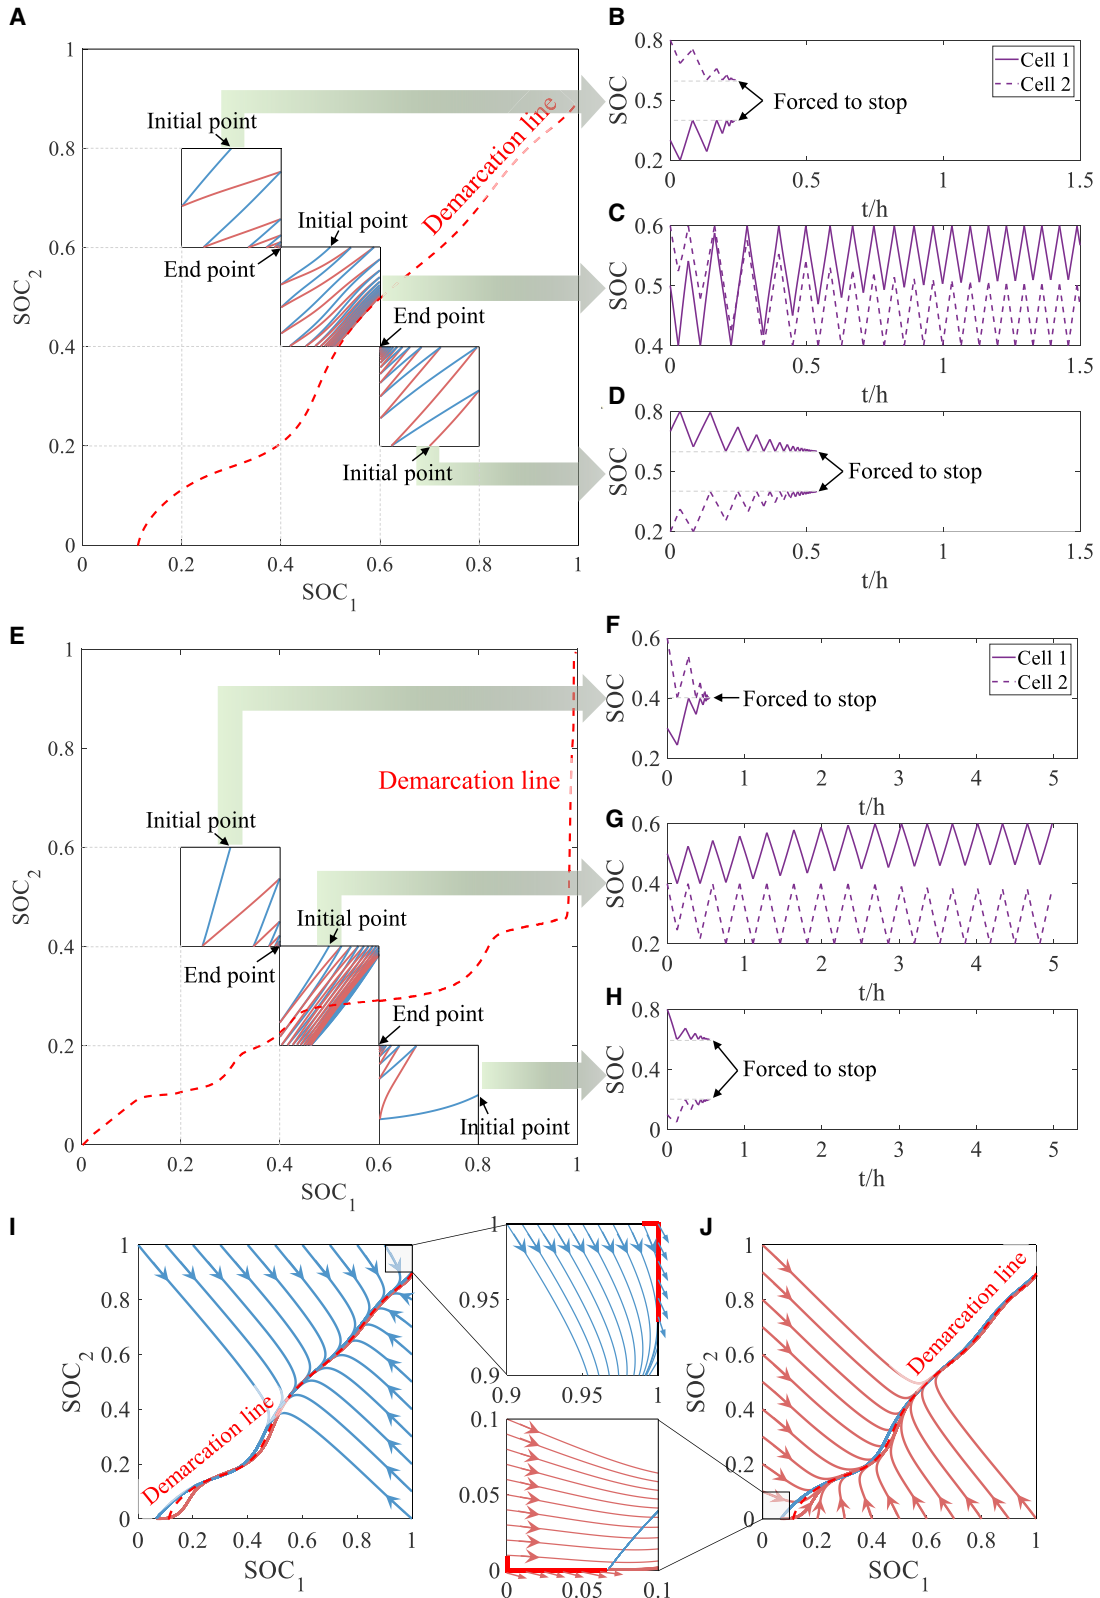 A
1
0.8
0.6
0.4
0.2
0
0
0.2
0.4
0.6
0.8
1
SOC2
SOC1
Initial point
End point
Initial point
End point
Initial point
Demarcation line
B
0.8
0.5
0.2
SOC
0
0.5
1
1.5
t/h
Cell 1
Cell 2
Forced to stop
C
0.6
0.5
0.4
SOC
0
0.5
1
1.5
t/h
D
0.8
0.5
0.2
SOC
0
0.5
1
1.5
t/h
Forced to stop
E
1
0.8
0.6
0.4
0.2
0
0
0.2
0.4
0.6
0.8
1
SOC2
SOC1
Demarcation line
Initial point
Initial point
End point
End point
Initial point
F
0.6
0.4
0.2
SOC
0
1
2
3
4
5
t/h
Cell 1
Cell 2
Forced to stop
G
0.6
0.4
0.2
SOC
0
1
2
3
4
5
t/h
H
0.8
0.4
0
SOC
0
1
2
3
4
5
t/h
Forced to stop
I
1
0.8
0.6
0.4
0.2
0
0
0.2
0.4
0.6
0.8
1
SOC2
SOC1
Demarcation line
1
0.95
0.9
0.9
0.95
1
0.1
0.05
0
0
0.05
0.1
J
1
0.8
0.6
0.4
0.2
0
0
0.2
0.4
0.6
0.8
1
SOC2
SOC1
Demarcation line